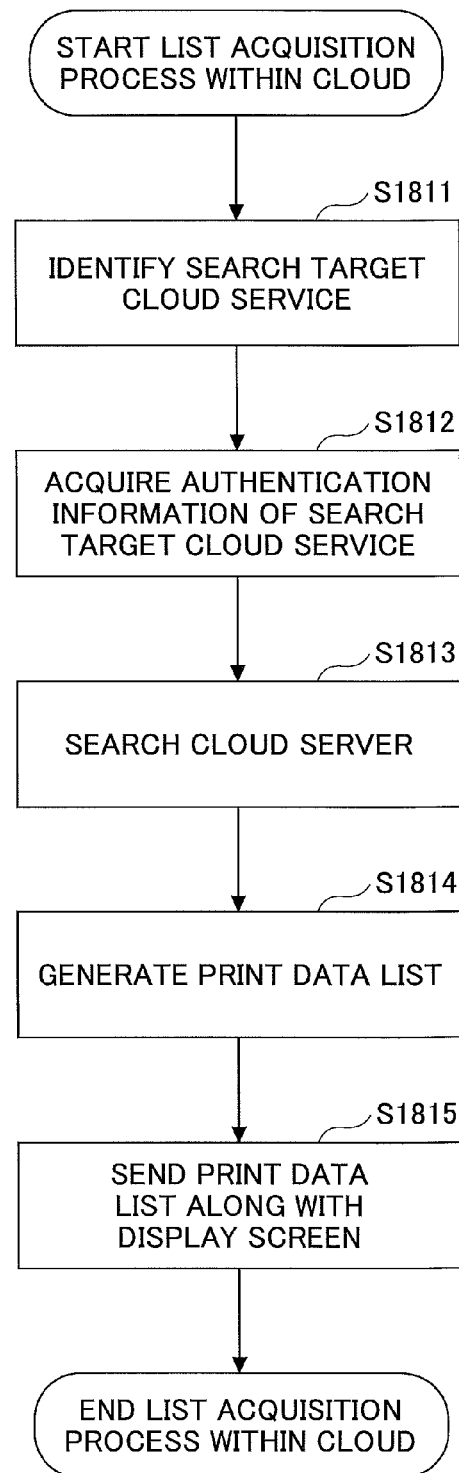 START LIST ACQUISITION
PROCESS WITHIN CLOUD
S1811
IDENTIFY SEARCH TARGET
CLOUD SERVICE
S1812
ACQUIRE AUTHENTICATION
INFORMATION OF SEARCH
TARGET CLOUD SERVICE
S1813
SEARCH CLOUD SERVER
S1814
GENERATE PRINT DATA LIST
S1815
SEND PRINT DATA
LIST ALONG WITH
DISPLAY SCREEN
END LIST ACQUISITION
PROCESS WITHIN CLOUD